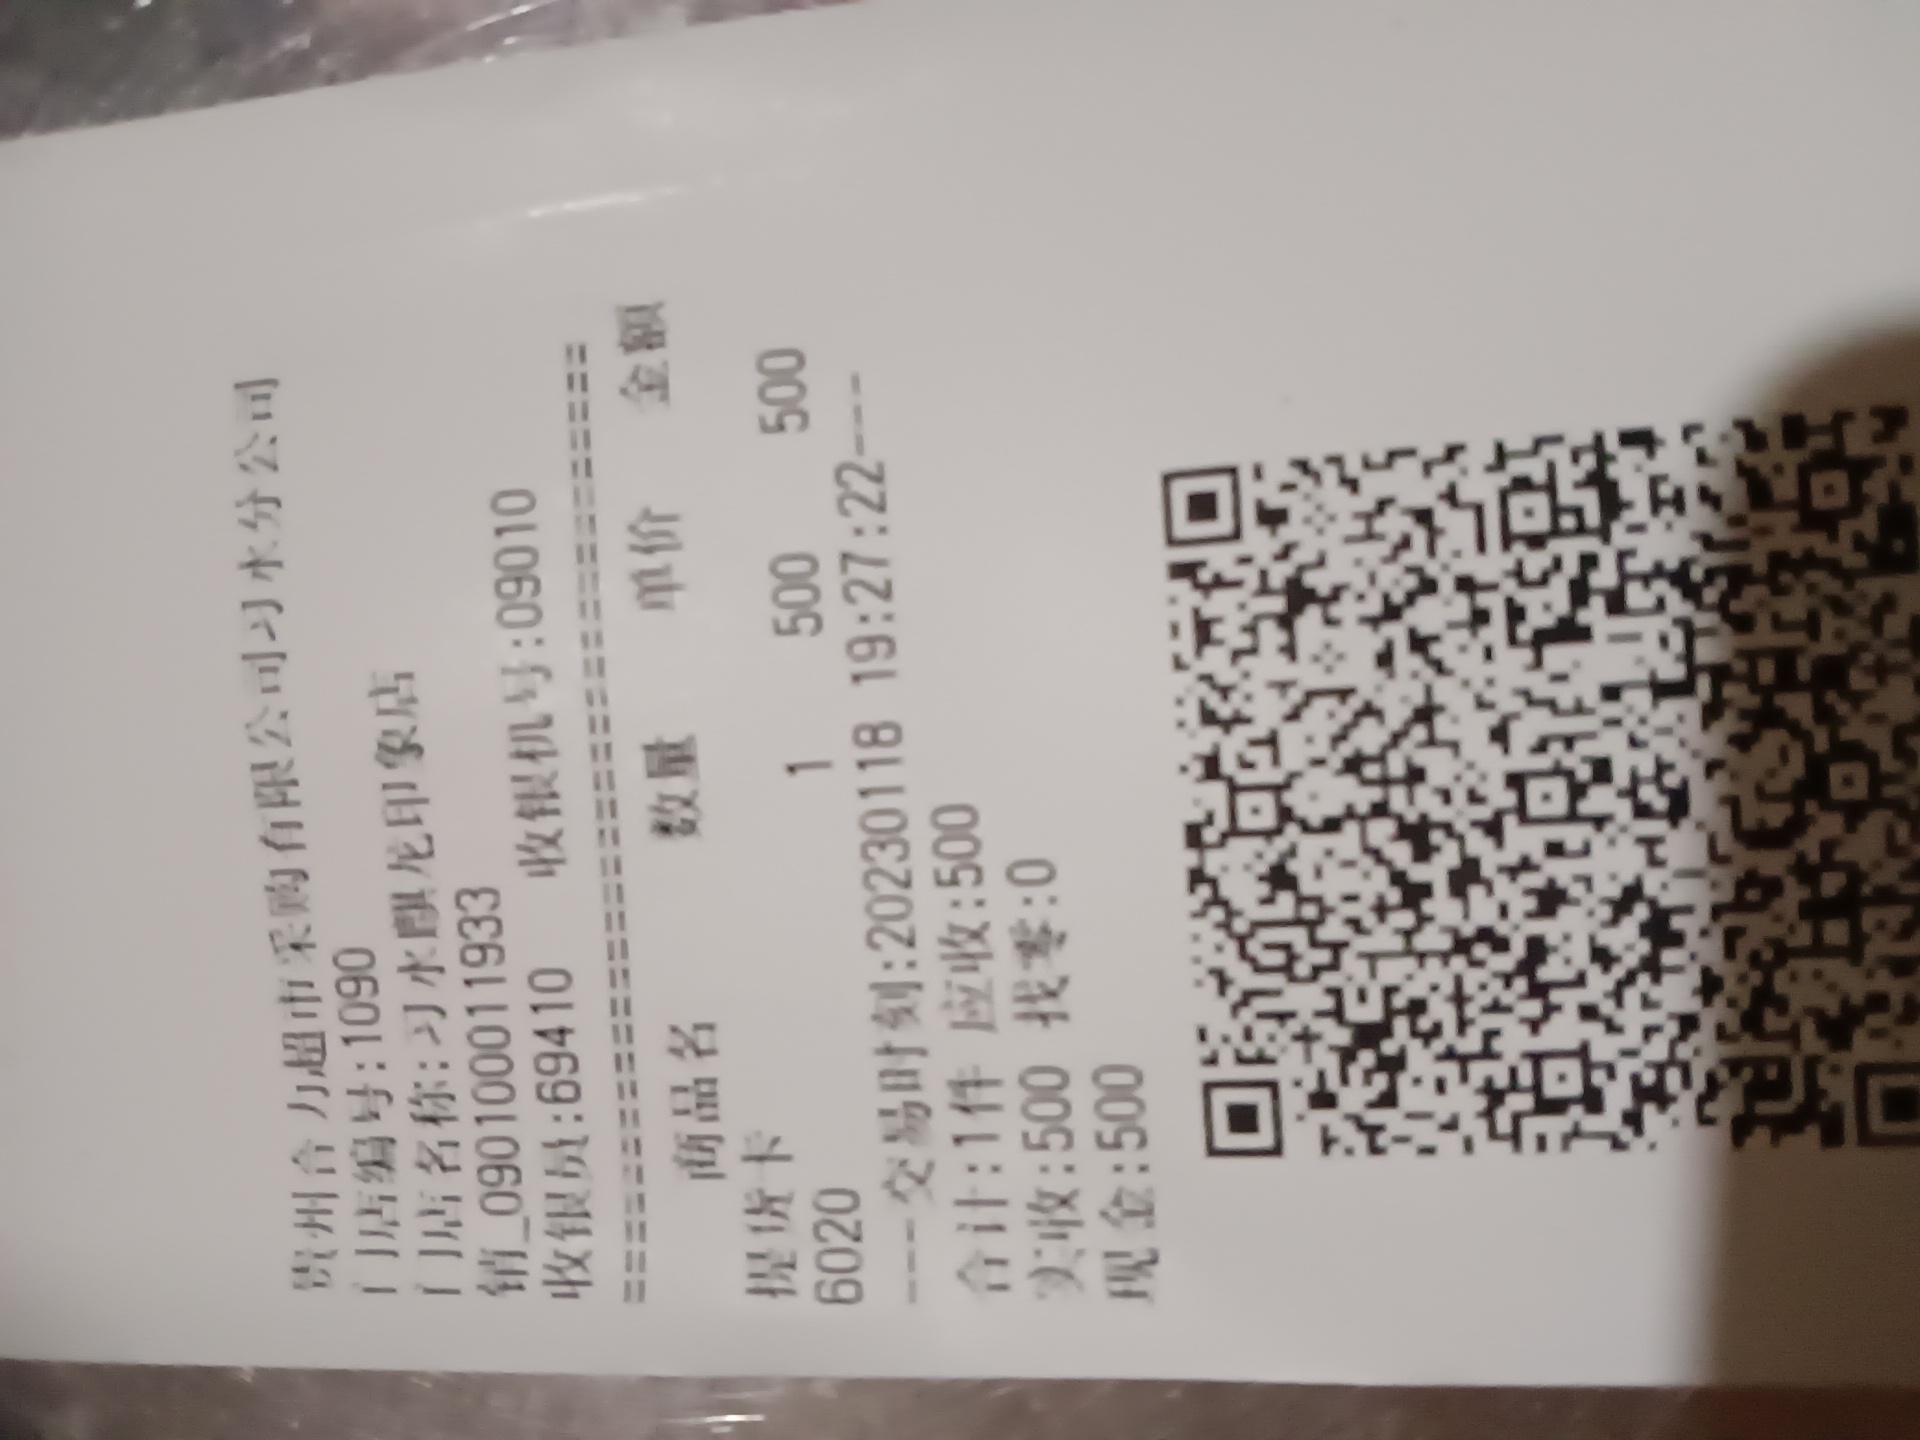 贵州合力超市采购有限公司习水分公司
门店编号:1090
门店名称:习水麒龙印象店
销_0901000119​33
收银员:69410 收银机号:09010
================================
商品名 数量 单价 金额
提货卡
6020 1 500 500
---交易时刻:20230118 19:27:22---
合计:1件 应收:500
实收:500 找零:0
现金:500